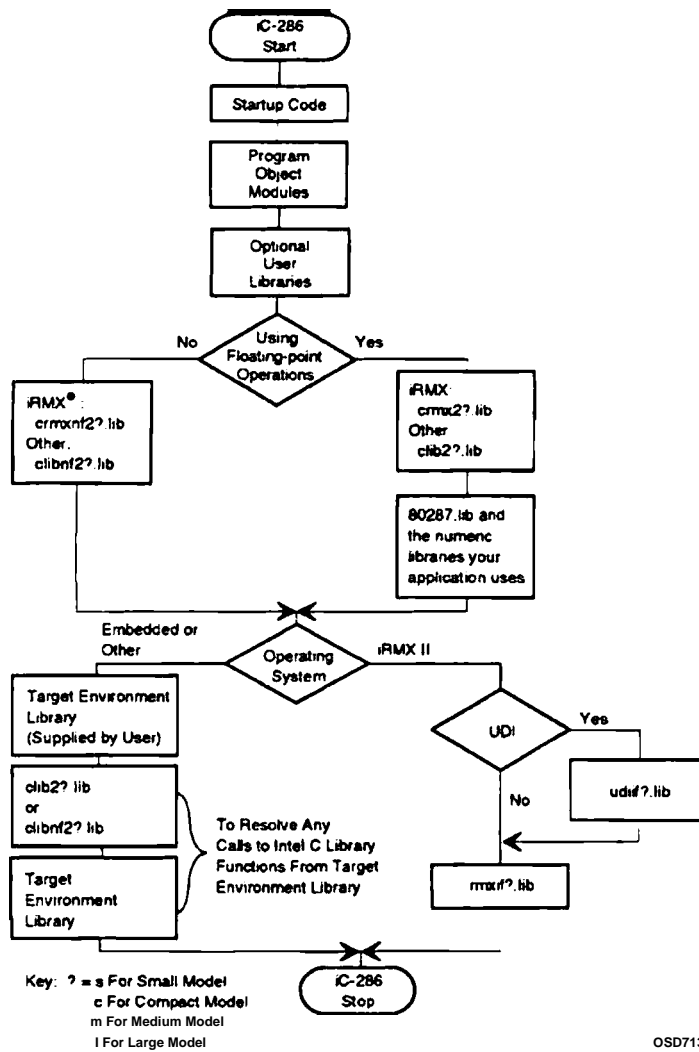 iC-286
Start
Startup Code
Program
Object
Modules
Optional
User
Libraries
Using
Floating-point
Operations
No
Yes
iRMX® :
crmxnf2?.lib
Other.
clibnf2?.lib
iRMX:
crmx2?.lib
Other
clib2?.lib
80287.lib and
the numeric
libraries your
application uses
Embedded or
Other
Operating
System
iRMX II
Target Environment
Library
(Supplied by User)
UDI
Yes
No
udiif?.lib
clib2?.lib
or
clibnf2?.lib
To Resolve Any
Calls to Intel C Library
Functions From Target
Environment Library
rmxif?.lib
Target
Environment
Library
iC-286
Stop
Key: ? = s For Small Model
c For Compact Model
m For Medium Model
l For Large Model
OSD713